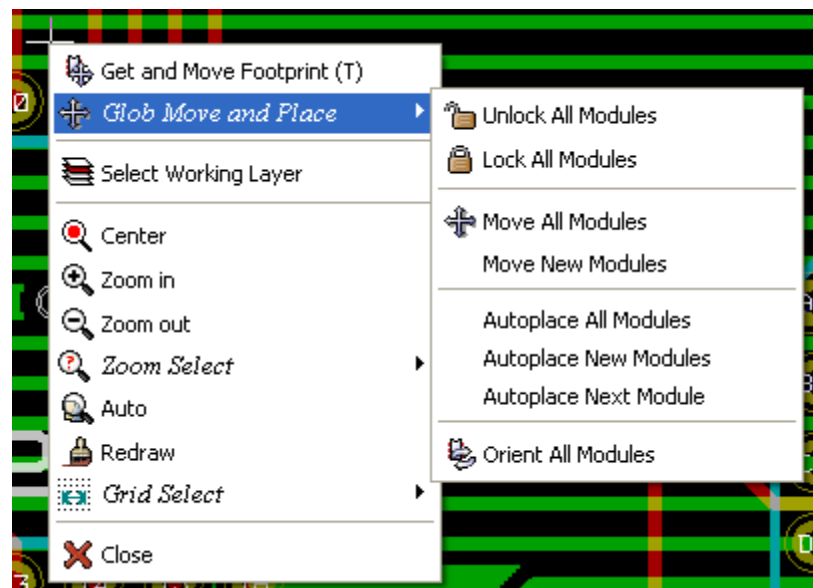 Get and Move Footprint (T)
Glob Move and Place
Select Working Layer
Center
Zoom in
Zoom out
Zoom Select
Auto
Redraw
Grid Select
Close
Unlock All Modules
Lock All Modules
Move All Modules
Move New Modules
Autoplace All Modules
Autoplace New Modules
Autoplace Next Module
Orient All Modules